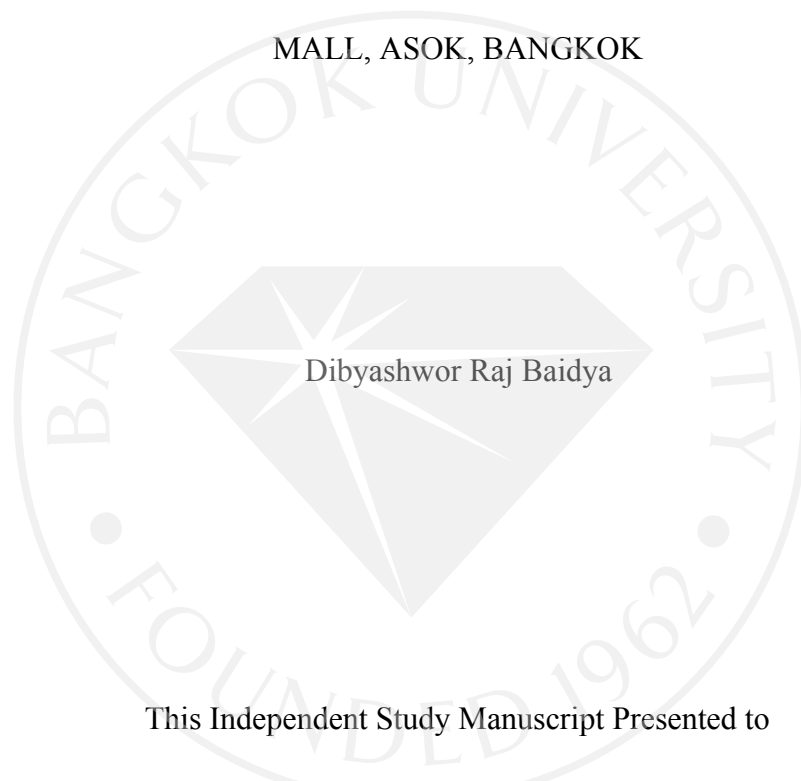 MALL, ASOK, BANGKOK
BANGKOK UNIVERSITY
Dibyashwor Raj Baidya
• FOUNDED 1962 •
This Independent Study Manuscript Presented to